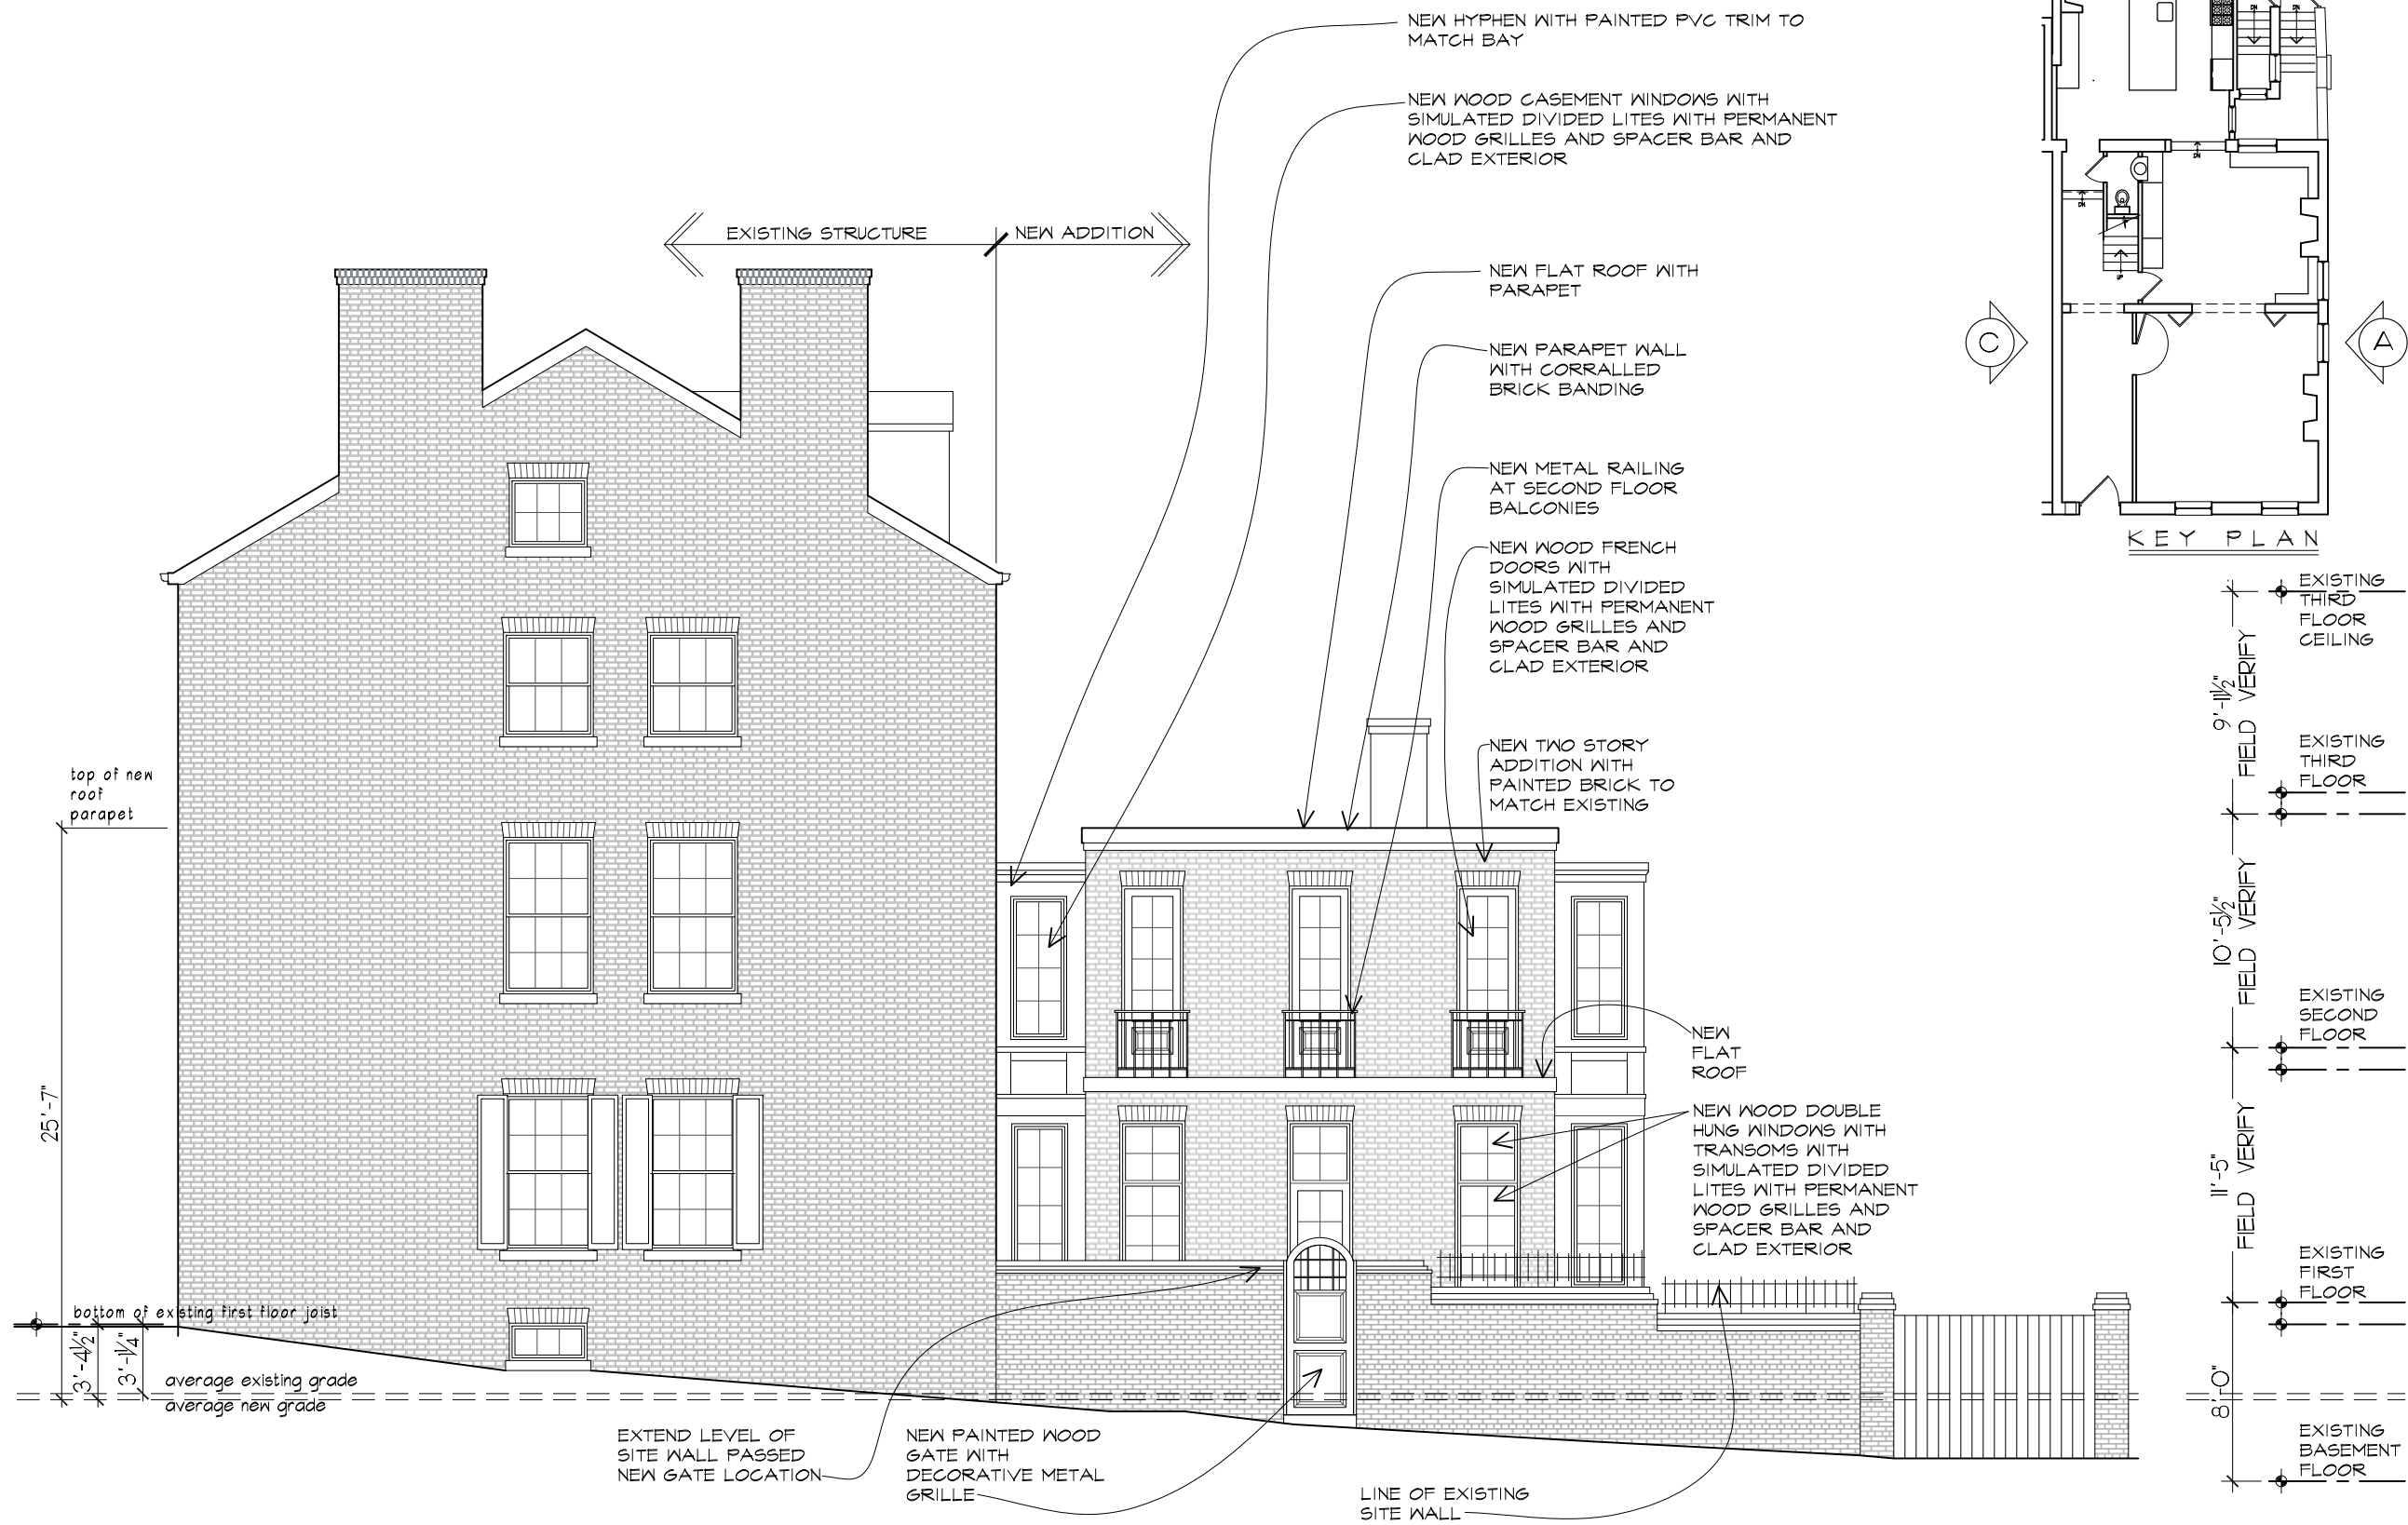 NEW HYPHEN WITH PAINTED PVC TRIM TO
MATCH BAY
NEW WOOD CASEMENT WINDOWS WITH
SIMULATED DIVIDED LITES WITH PERMANENT
WOOD GRILLES AND SPACER BAR AND
CLAD EXTERIOR
EXISTING STRUCTURE
NEW ADDITION
NEW FLAT ROOF WITH
PARAPET
NEW PARAPET WALL
WITH CORRALLED
BRICK BANDING
NEW METAL RAILING
AT SECOND FLOOR
BALCONIES
NEW WOOD FRENCH
DOORS WITH
SIMULATED DIVIDED
LITES WITH PERMANENT
WOOD GRILLES AND
SPACER BAR AND
CLAD EXTERIOR
NEW TWO STORY
ADDITION WITH
PAINTED BRICK TO
MATCH EXISTING
NEW
FLAT
ROOF
NEW WOOD DOUBLE
HUNG WINDOWS WITH
TRANSOMS WITH
SIMULATED DIVIDED
LITES WITH PERMANENT
WOOD GRILLES AND
SPACER BAR AND
CLAD EXTERIOR
top of new
roof
parapet
25'-7"
bottom of existing first floor joist
3'-4½"
3'-1¼"
average existing grade
average new grade
EXTEND LEVEL OF
SITE WALL PASSED
NEW GATE LOCATION
NEW PAINTED WOOD
GATE WITH
DECORATIVE METAL
GRILLE
LINE OF EXISTING
SITE WALL
DN
DN
DN
DN
UP
C
A
KEY PLAN
EXISTING
THIRD
FLOOR
CEILING
9'-11½"
FIELD VERIFY
EXISTING
THIRD
FLOOR
10'-5½"
FIELD VERIFY
EXISTING
SECOND
FLOOR
11'-5"
FIELD VERIFY
EXISTING
FIRST
FLOOR
8'-0"
EXISTING
BASEMENT
FLOOR